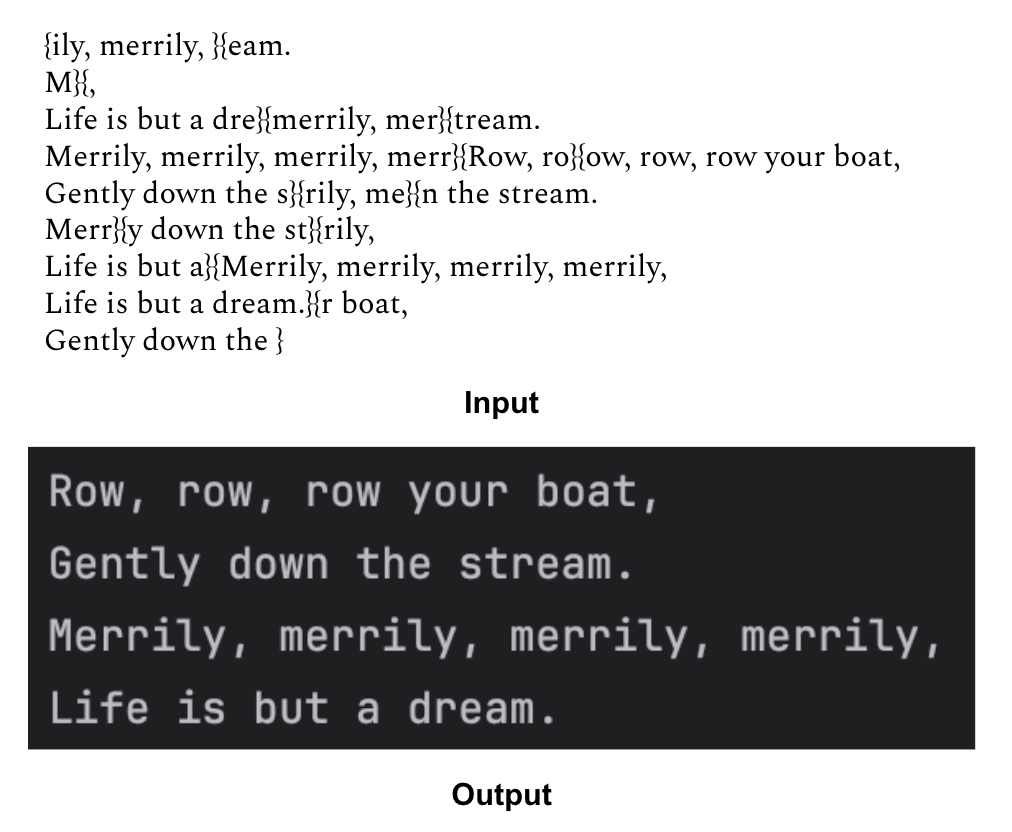 {ily, merrily, }{eam.
M}{,
Life is but a dre}{merrily, mer}{tream.
Merrily, merrily, merrily, merr}{Row, ro}{ow, row, row your boat,
Gently down the s}{rily, me}{n the stream.
Merr}{y down the st}{rily,
Life is but a}{Merrily, merrily, merrily, merrily,
Life is but a dream.}{r boat,
Gently down the }
Input
Row, row, row your boat,
Gently down the stream.
Merrily, merrily, merrily, merrily,
Life is but a dream.
Output